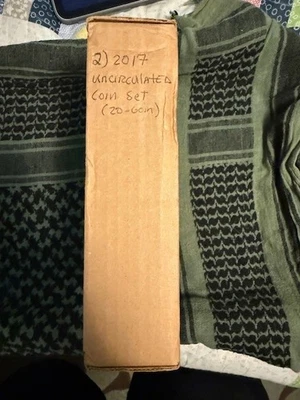 2) 2017
UNCIRCULATED
COIN SET
(20-COIN)